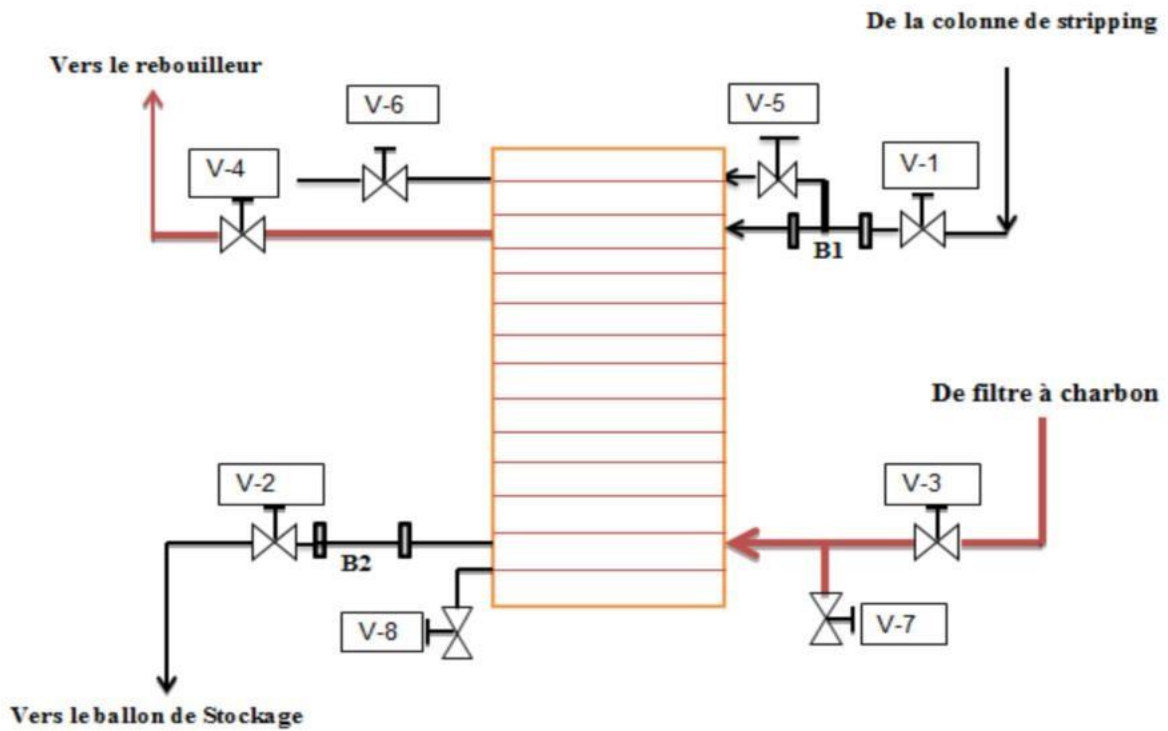 De la colonne de stripping
Vers le rebouilleur
V-6
V-5
V-4
V-1
B1
De filtre à charbon
V-2
V-3
B2
V-8
V-7
Vers le ballon de Stockage